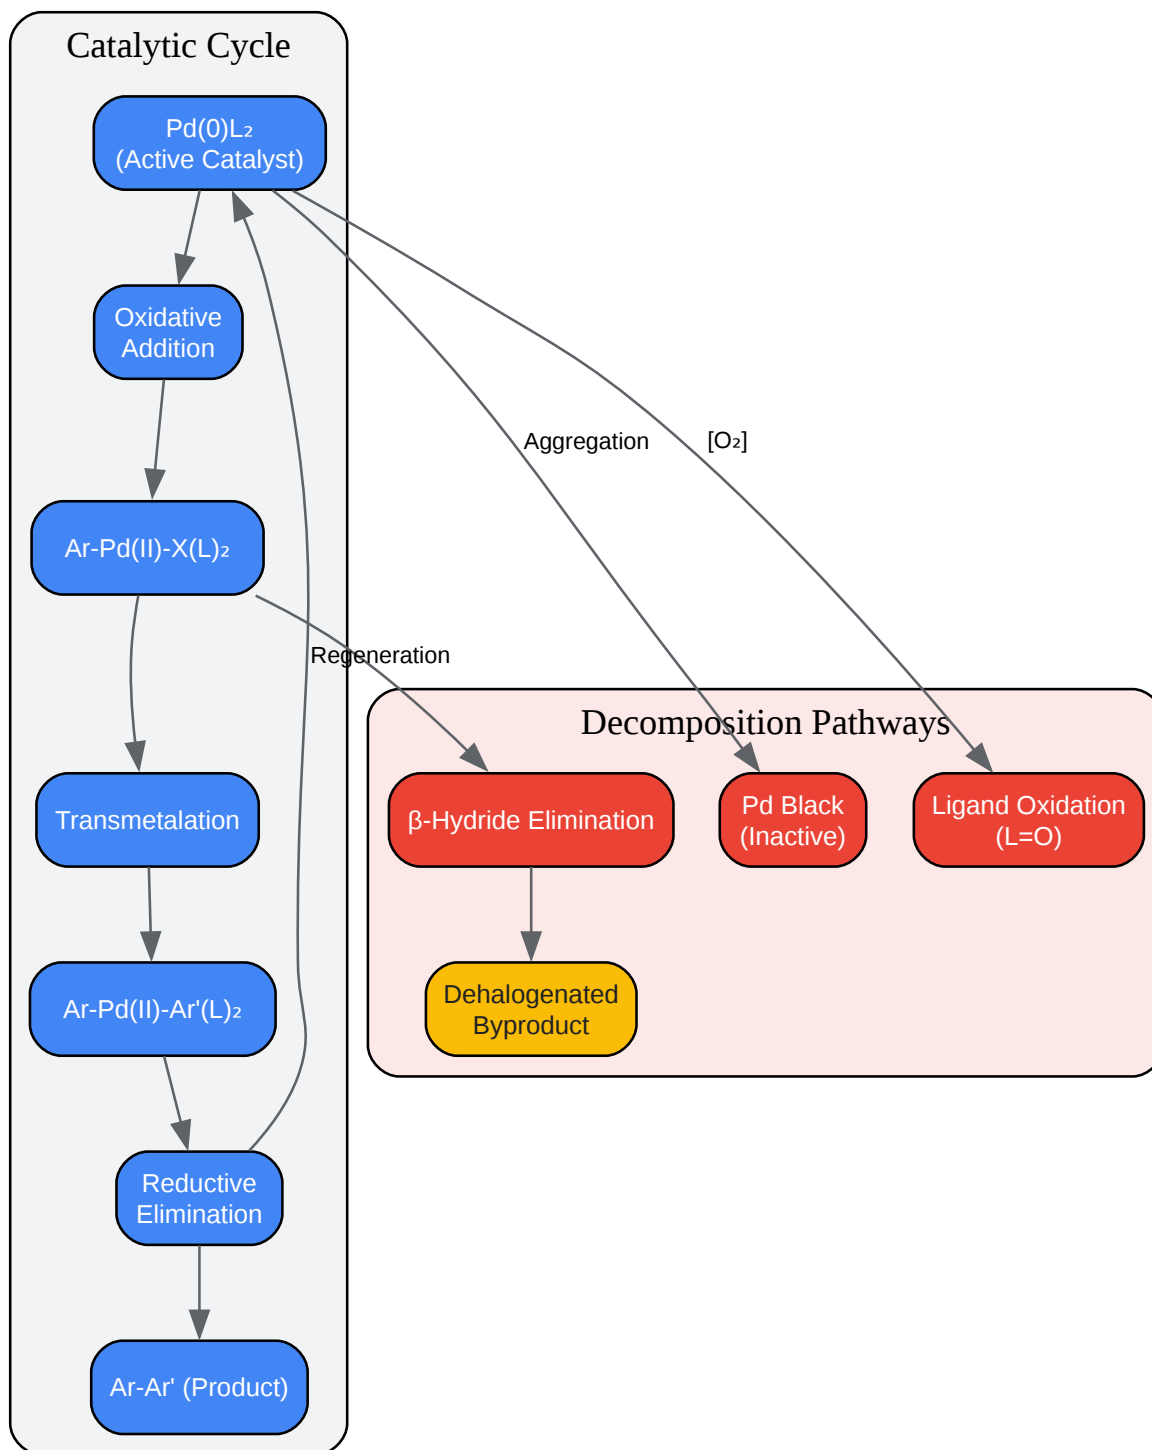 Catalytic Cycle
Pd(0)L₂
(Active Catalyst)
Oxidative
Addition
Aggregation
[O₂]
Ar-Pd(II)-X(L)₂
Regeneration
Decomposition Pathways
Transmetalation
β-Hydride Elimination
Pd Black
(Inactive)
Ligand Oxidation
(L=O)
Ar-Pd(II)-Ar'(L)₂
Dehalogenated
Byproduct
Reductive
Elimination
Ar-Ar' (Product)